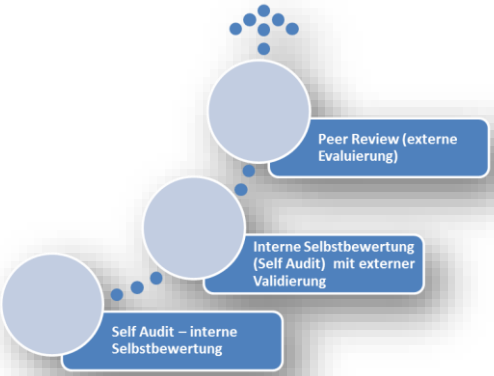 Peer Review (externe
Evaluierung)
Interne Selbstbewertung
(Self Audit) mit externer
Validierung
Self Audit – interne
Selbstbewertung